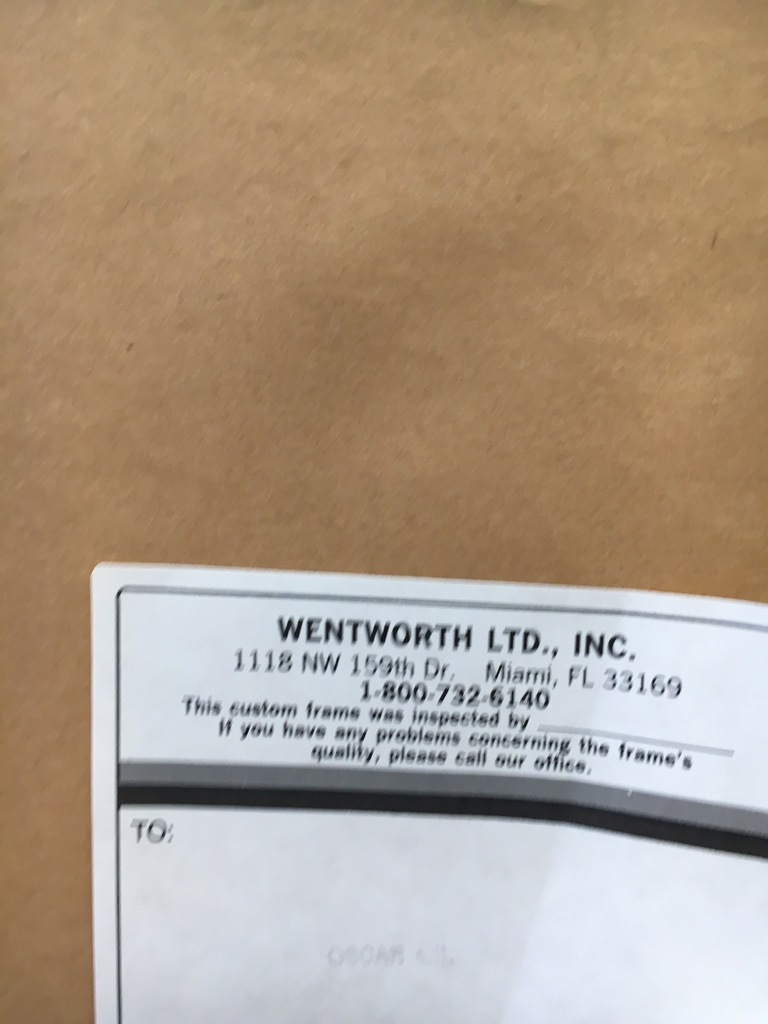 WENTWORTH LTD., INC.
1118 NW 159th Dr. Miami, FL 33169
1-800-732-6140
This custom frame was inspected by
If you have any problems concerning the frame's
quality, please call our office.
TO:
OSCAR